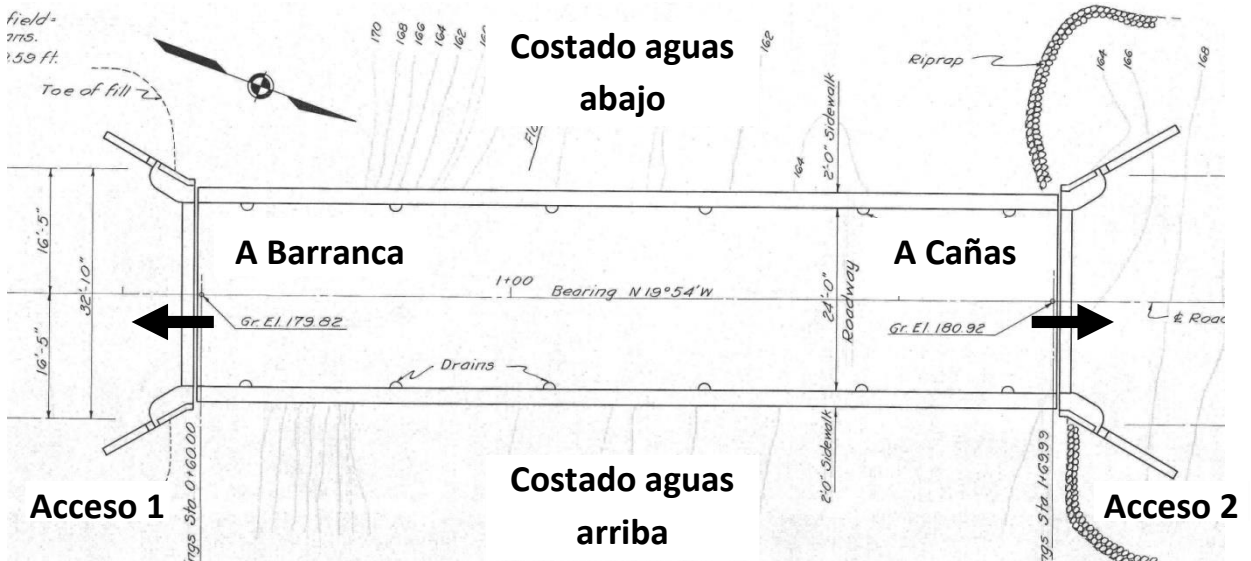 170
168
166
164
162
162
164
166
168
Costado aguas
abajo
59 ft.
Toe of fill
Riprap
164
2'0" Sidewalk
16'-5"
32'-10"
16'-5"
A Barranca
A Cañas
1+00
Bearing N 19°54' W
24'-0"
Roadway
Gr. El. 179.82
Gr. El. 180.92
Drains
Sta. 0+60.00
2'0" Sidewalk
Sta. 1+69.99
Acceso 1
Costado aguas
arriba
Acceso 2